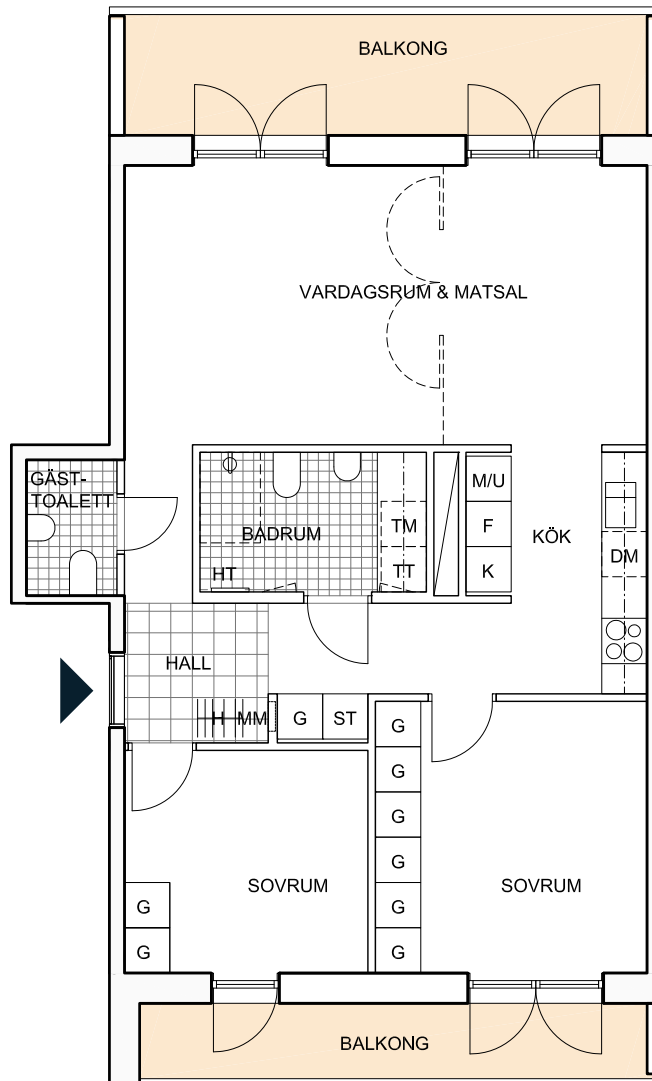 BALKONG
VARDAGSRUM & MATSAL
GÄST-
TOALETT
M/U
BADRUM
TM
F
KÖK
DM
HT
TT
K
HALL
H
MM
G
ST
G
G
G
G
G
G
SOVRUM
SOVRUM
G
G
BALKONG